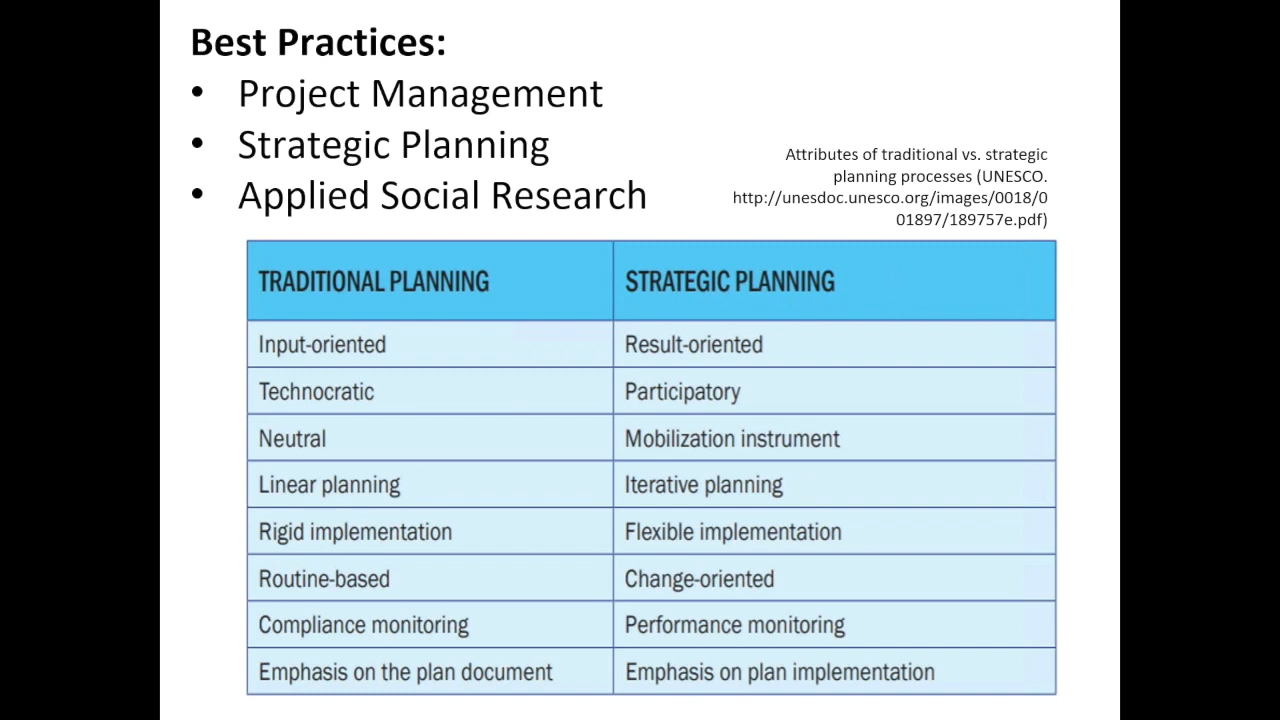 Best Practices:
• Project Management
• Strategic Planning
• Applied Social Research
Attributes of traditional vs. strategic
planning processes (UNESCO.
http://unesdoc.unesco.org/images/0018/0
01897/189757e.pdf)
TRADITIONAL PLANNING STRATEGIC PLANNING
Input-oriented Result-oriented
Technocratic Participatory
Neutral Mobilization instrument
Linear planning Iterative planning
Rigid implementation Flexible implementation
Routine-based Change-oriented
Compliance monitoring Performance monitoring
Emphasis on the plan document Emphasis on plan implementation